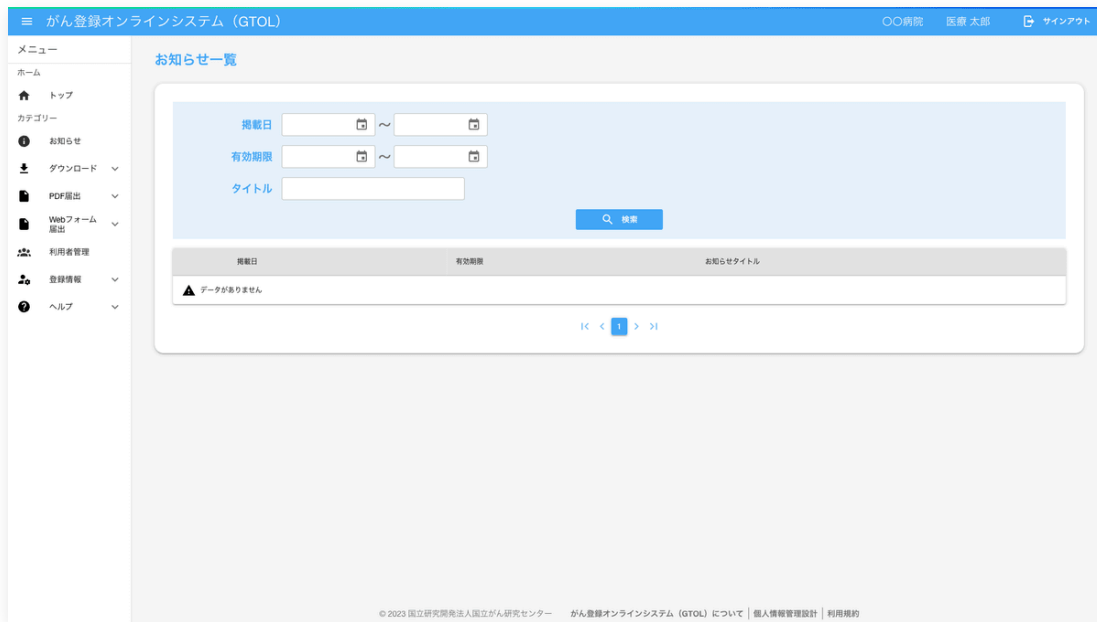 がん登録オンラインシステム（GTOL） 〇〇病院 医療 太郎 サインアウト
メニュー
ホーム
トップ
カテゴリー
お知らせ
ダウンロード
PDF届出
Webフォーム
届出
利用者管理
登録情報
ヘルプ
お知らせ一覧
掲載日 ～
有効期限 ～
タイトル
検索
掲載日 有効期限 お知らせタイトル
データがありません
1
© 2023 国立研究開発法人国立がん研究センター がん登録オンラインシステム（GTOL）について | 個人情報管理設計 | 利用規約